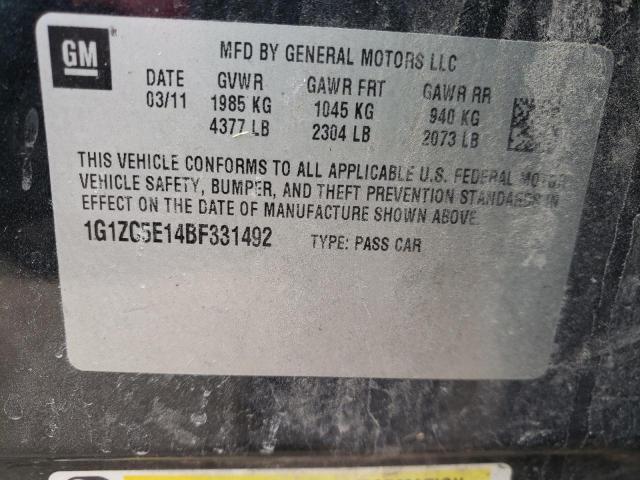 GM
MFD BY GENERAL MOTORS LLC
DATE GVWR GAWR FRT GAWR RR
03/11 1985 KG 1045 KG 940 KG
4377 LB 2304 LB 2073 LB
THIS VEHICLE CONFORMS TO ALL APPLICABLE U.S. FEDERAL MOTOR
VEHICLE SAFETY, BUMPER, AND THEFT PREVENTION STANDARDS IN
EFFECT ON THE DATE OF MANUFACTURE SHOWN ABOVE.
1G1ZC5E14BF331492 TYPE: PASS CAR